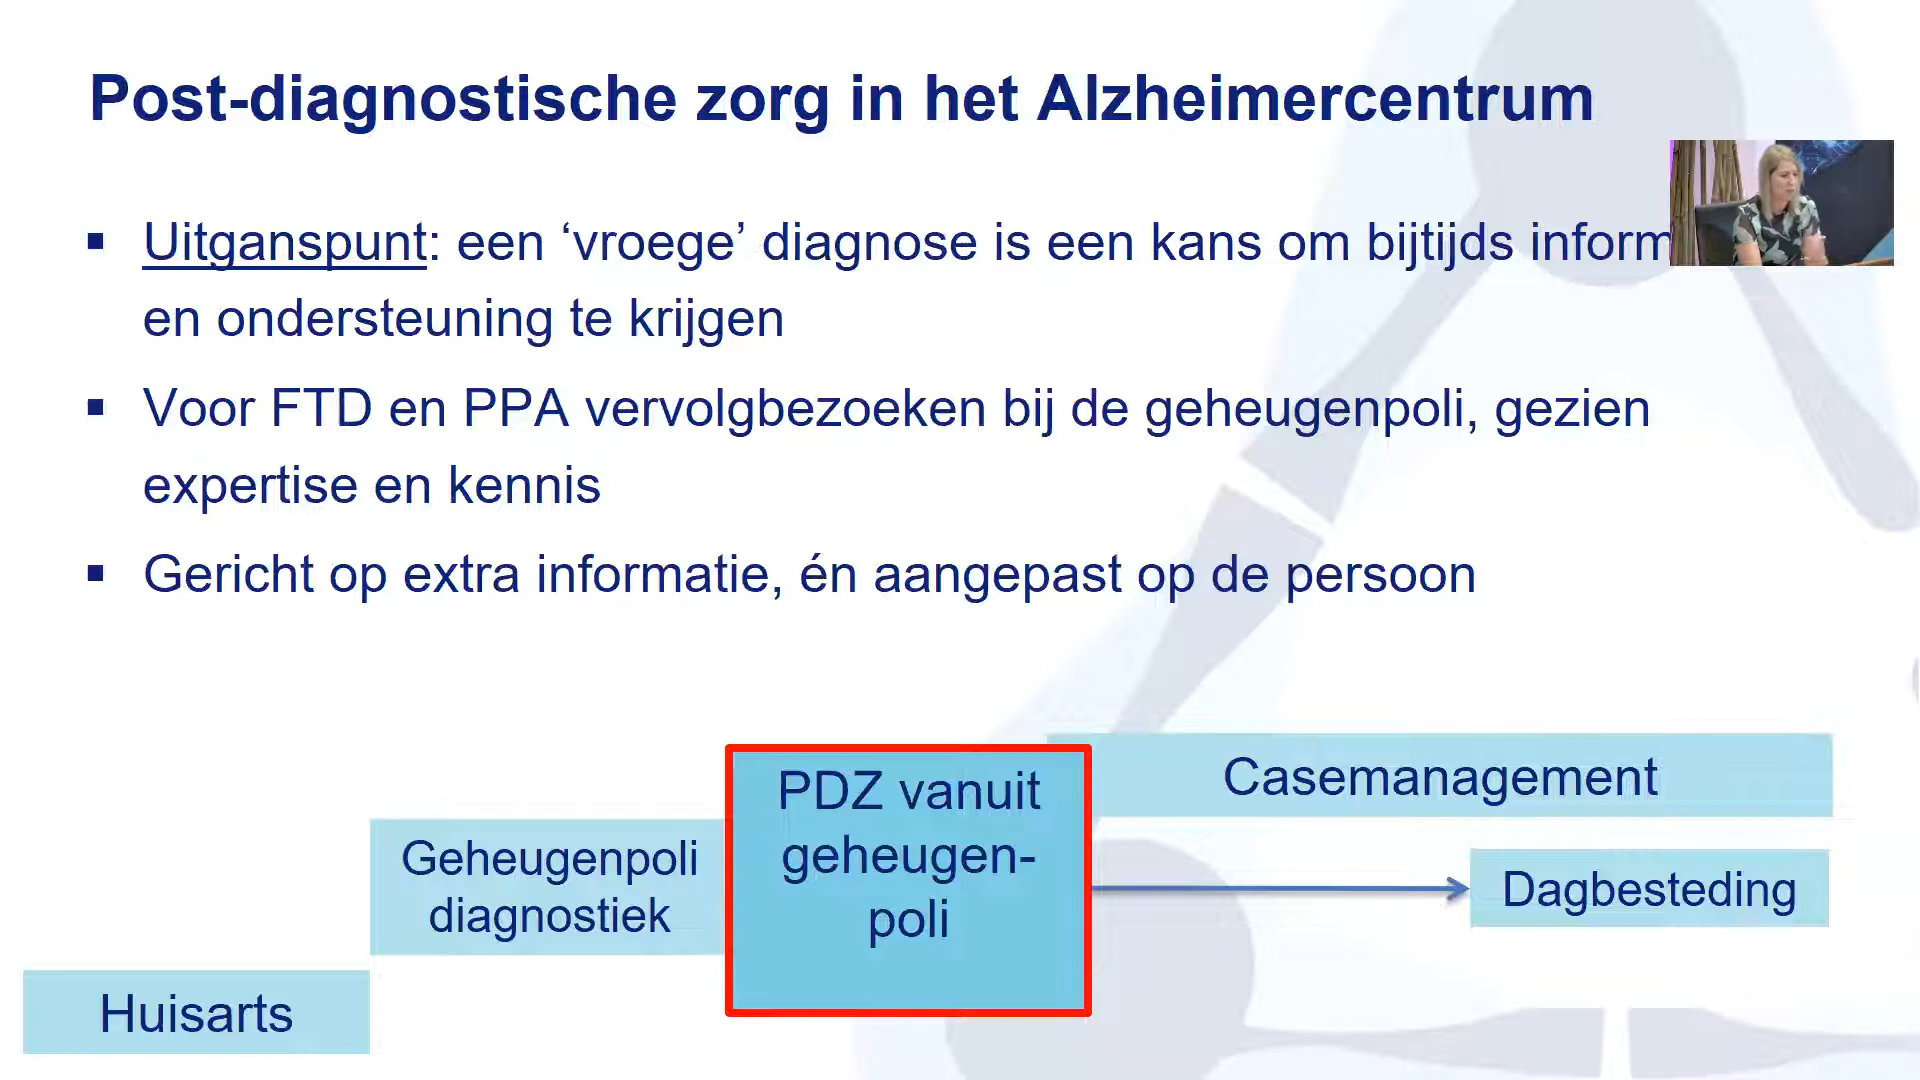 Post-diagnostische zorg in het Alzheimercentrum
▪ Uitganspunt: een ‘vroege’ diagnose is een kans om bijtijds inform
en ondersteuning te krijgen
▪ Voor FTD en PPA vervolgbezoeken bij de geheugenpoli, gezien
expertise en kennis
▪ Gericht op extra informatie, én aangepast op de persoon
Huisarts
Geheugenpoli
diagnostiek
PDZ vanuit
geheugen-
poli
Casemanagement
Dagbesteding